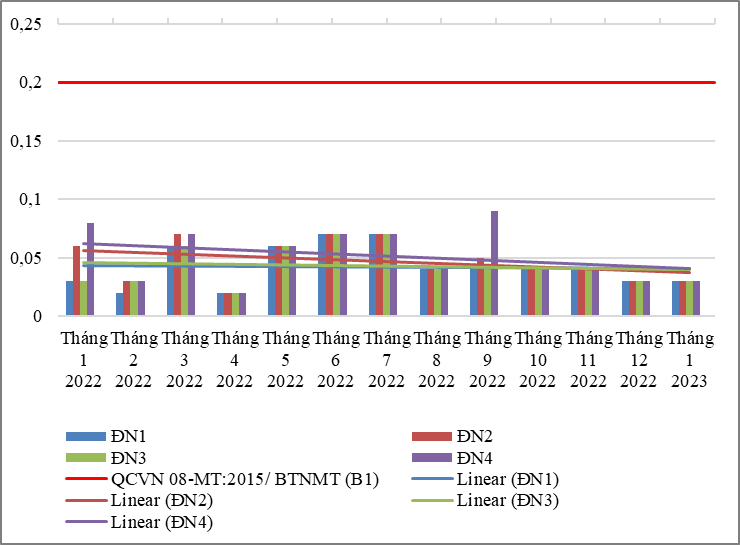 0,25
0,2
0,15
0,1
0,05
0
Tháng Tháng Tháng Tháng Tháng Tháng Tháng Tháng Tháng Tháng Tháng Tháng Tháng
1 2 3 4 5 6 7 8 9 10 11 12 1
2022 2022 2022 2022 2022 2022 2022 2022 2022 2022 2022 2022 2023
ĐN1 ĐN2
ĐN3 ĐN4
QCVN 08-MT:2015/ BTNMT (B1) Linear (ĐN1)
Linear (ĐN2) Linear (ĐN3)
Linear (ĐN4)